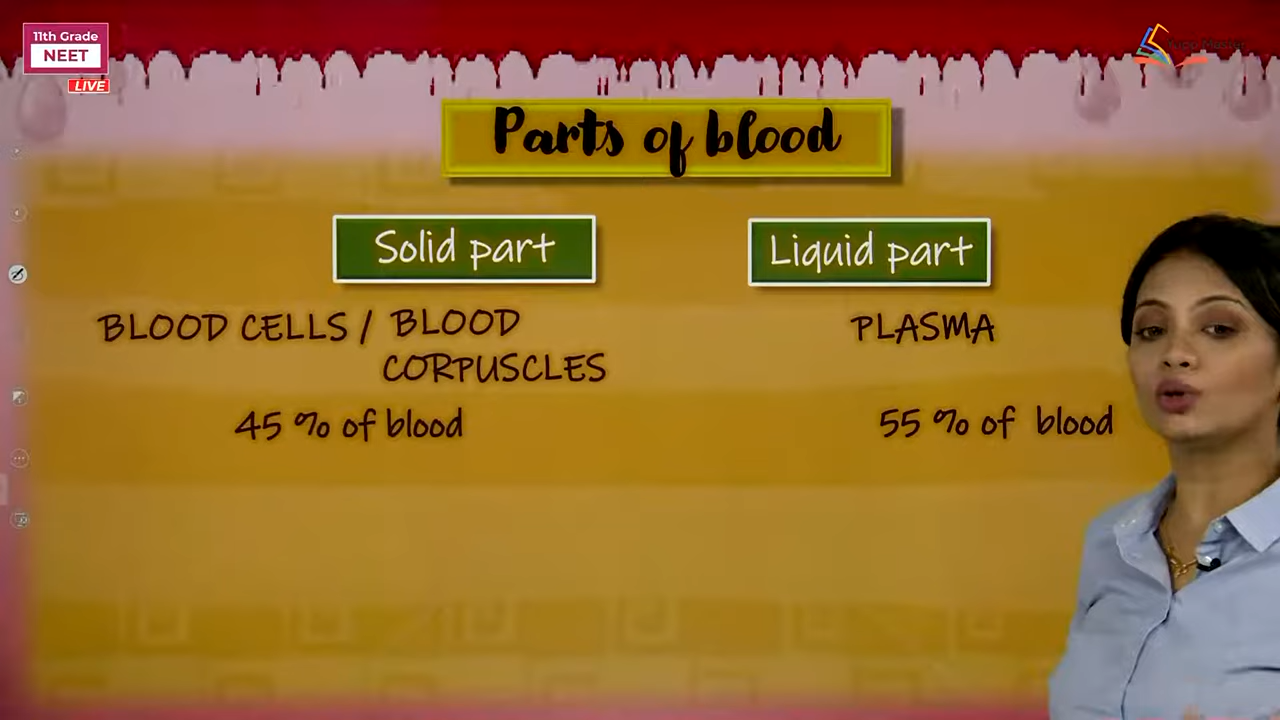 11th Grade
NEET
LIVE
Parts of blood
Solid part
Liquid part
BLOOD CELLS / BLOOD
CORPUSCLES
PLASMA
45 % of blood
55 % of blood